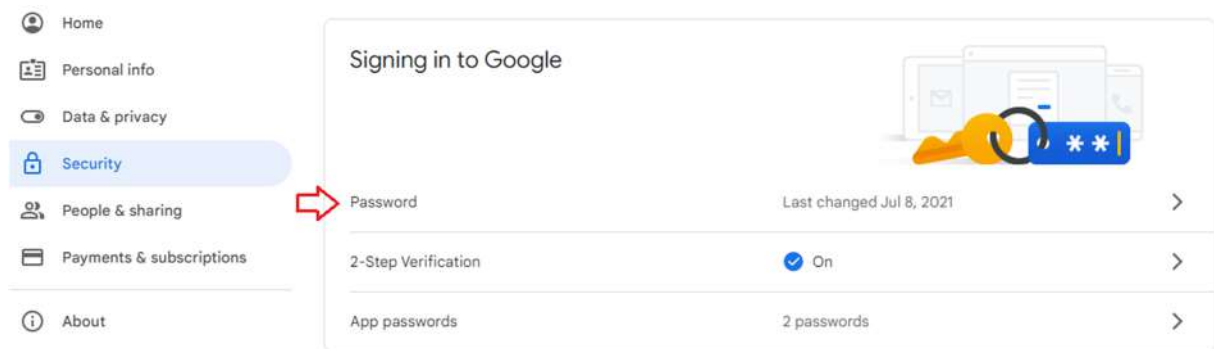 Home
Personal info
Data & privacy
Security
People & sharing
Payments & subscriptions
About
Signing in to Google
**
Password Last changed Jul 8, 2021
2-Step Verification On
App passwords 2 passwords